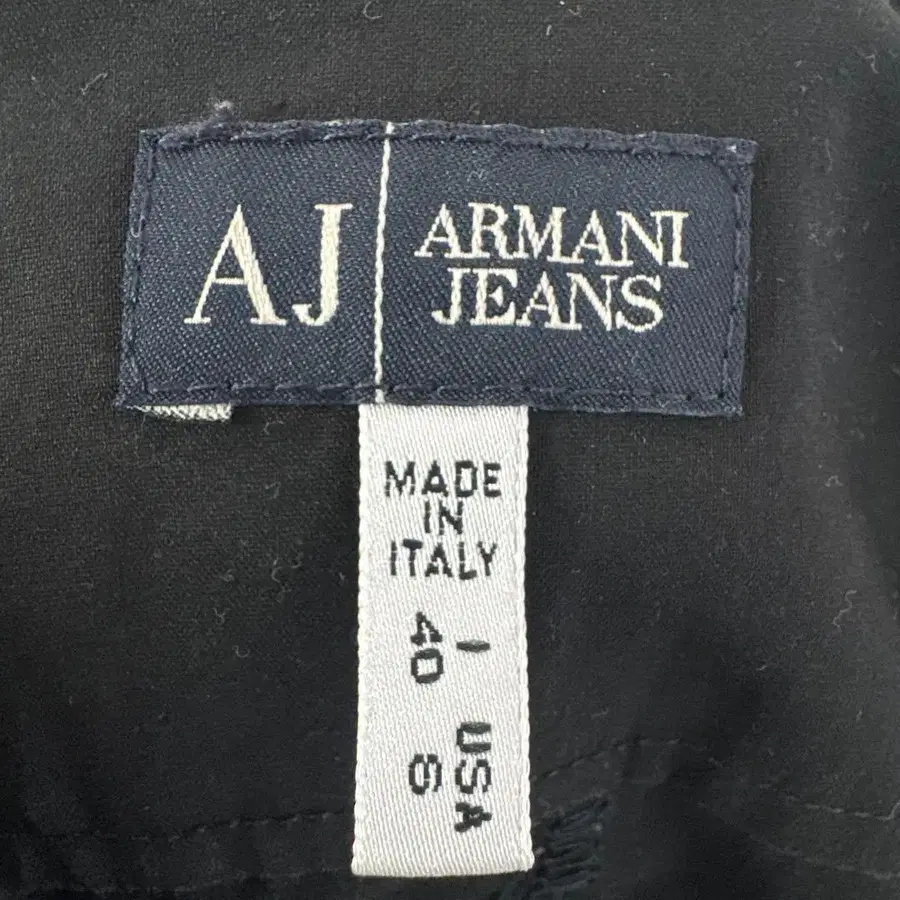 AJ
ARMANI
JEANS
MADE
IN
ITALY
I USA
40 6